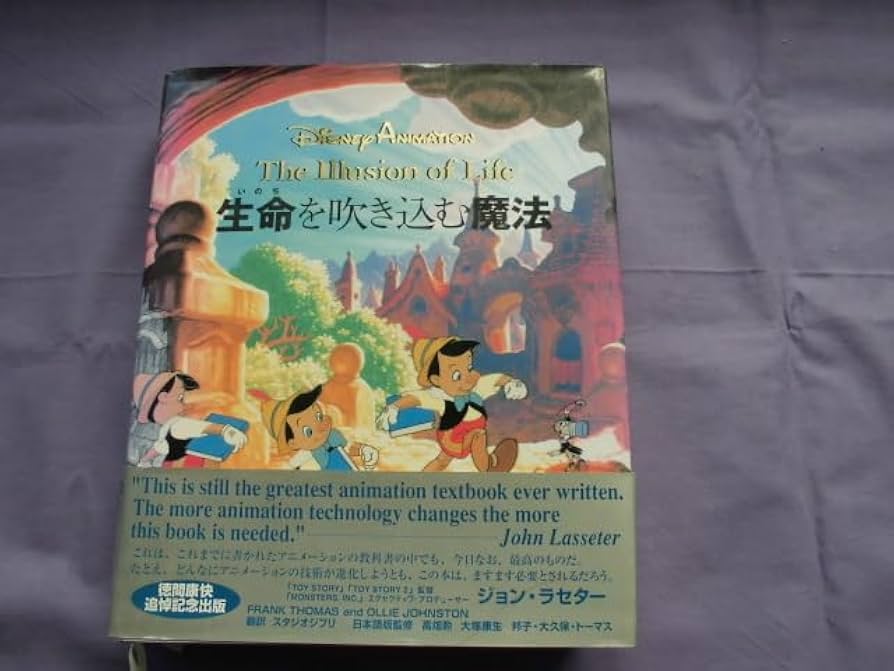 Disney Animation
The Illusion of Life
いのち
生命を吹き込む魔法
"This is still the greatest animation textbook ever written.
The more animation technology changes the more
this book is needed."
John Lasseter
これは、これまでに書かれたアニメーションの教科書の中でも、今日なお、最高のものだ。
たとえ、どんなにアニメーションの技術が進化しようとも、この本は、ますます必要とされるだろう。
「TOY STORY」「TOY STORY 2」監督
「MONSTERS, INC.」エクゼクティヴ・プロデューサー
ジョン・ラセター
徳間康快
追悼記念出版
FRANK THOMAS and OLLIE JOHNSTON
翻訳 スタジオジブリ 日本語版監修 高畑勲 大塚康生 邦子・大久保・トーマス